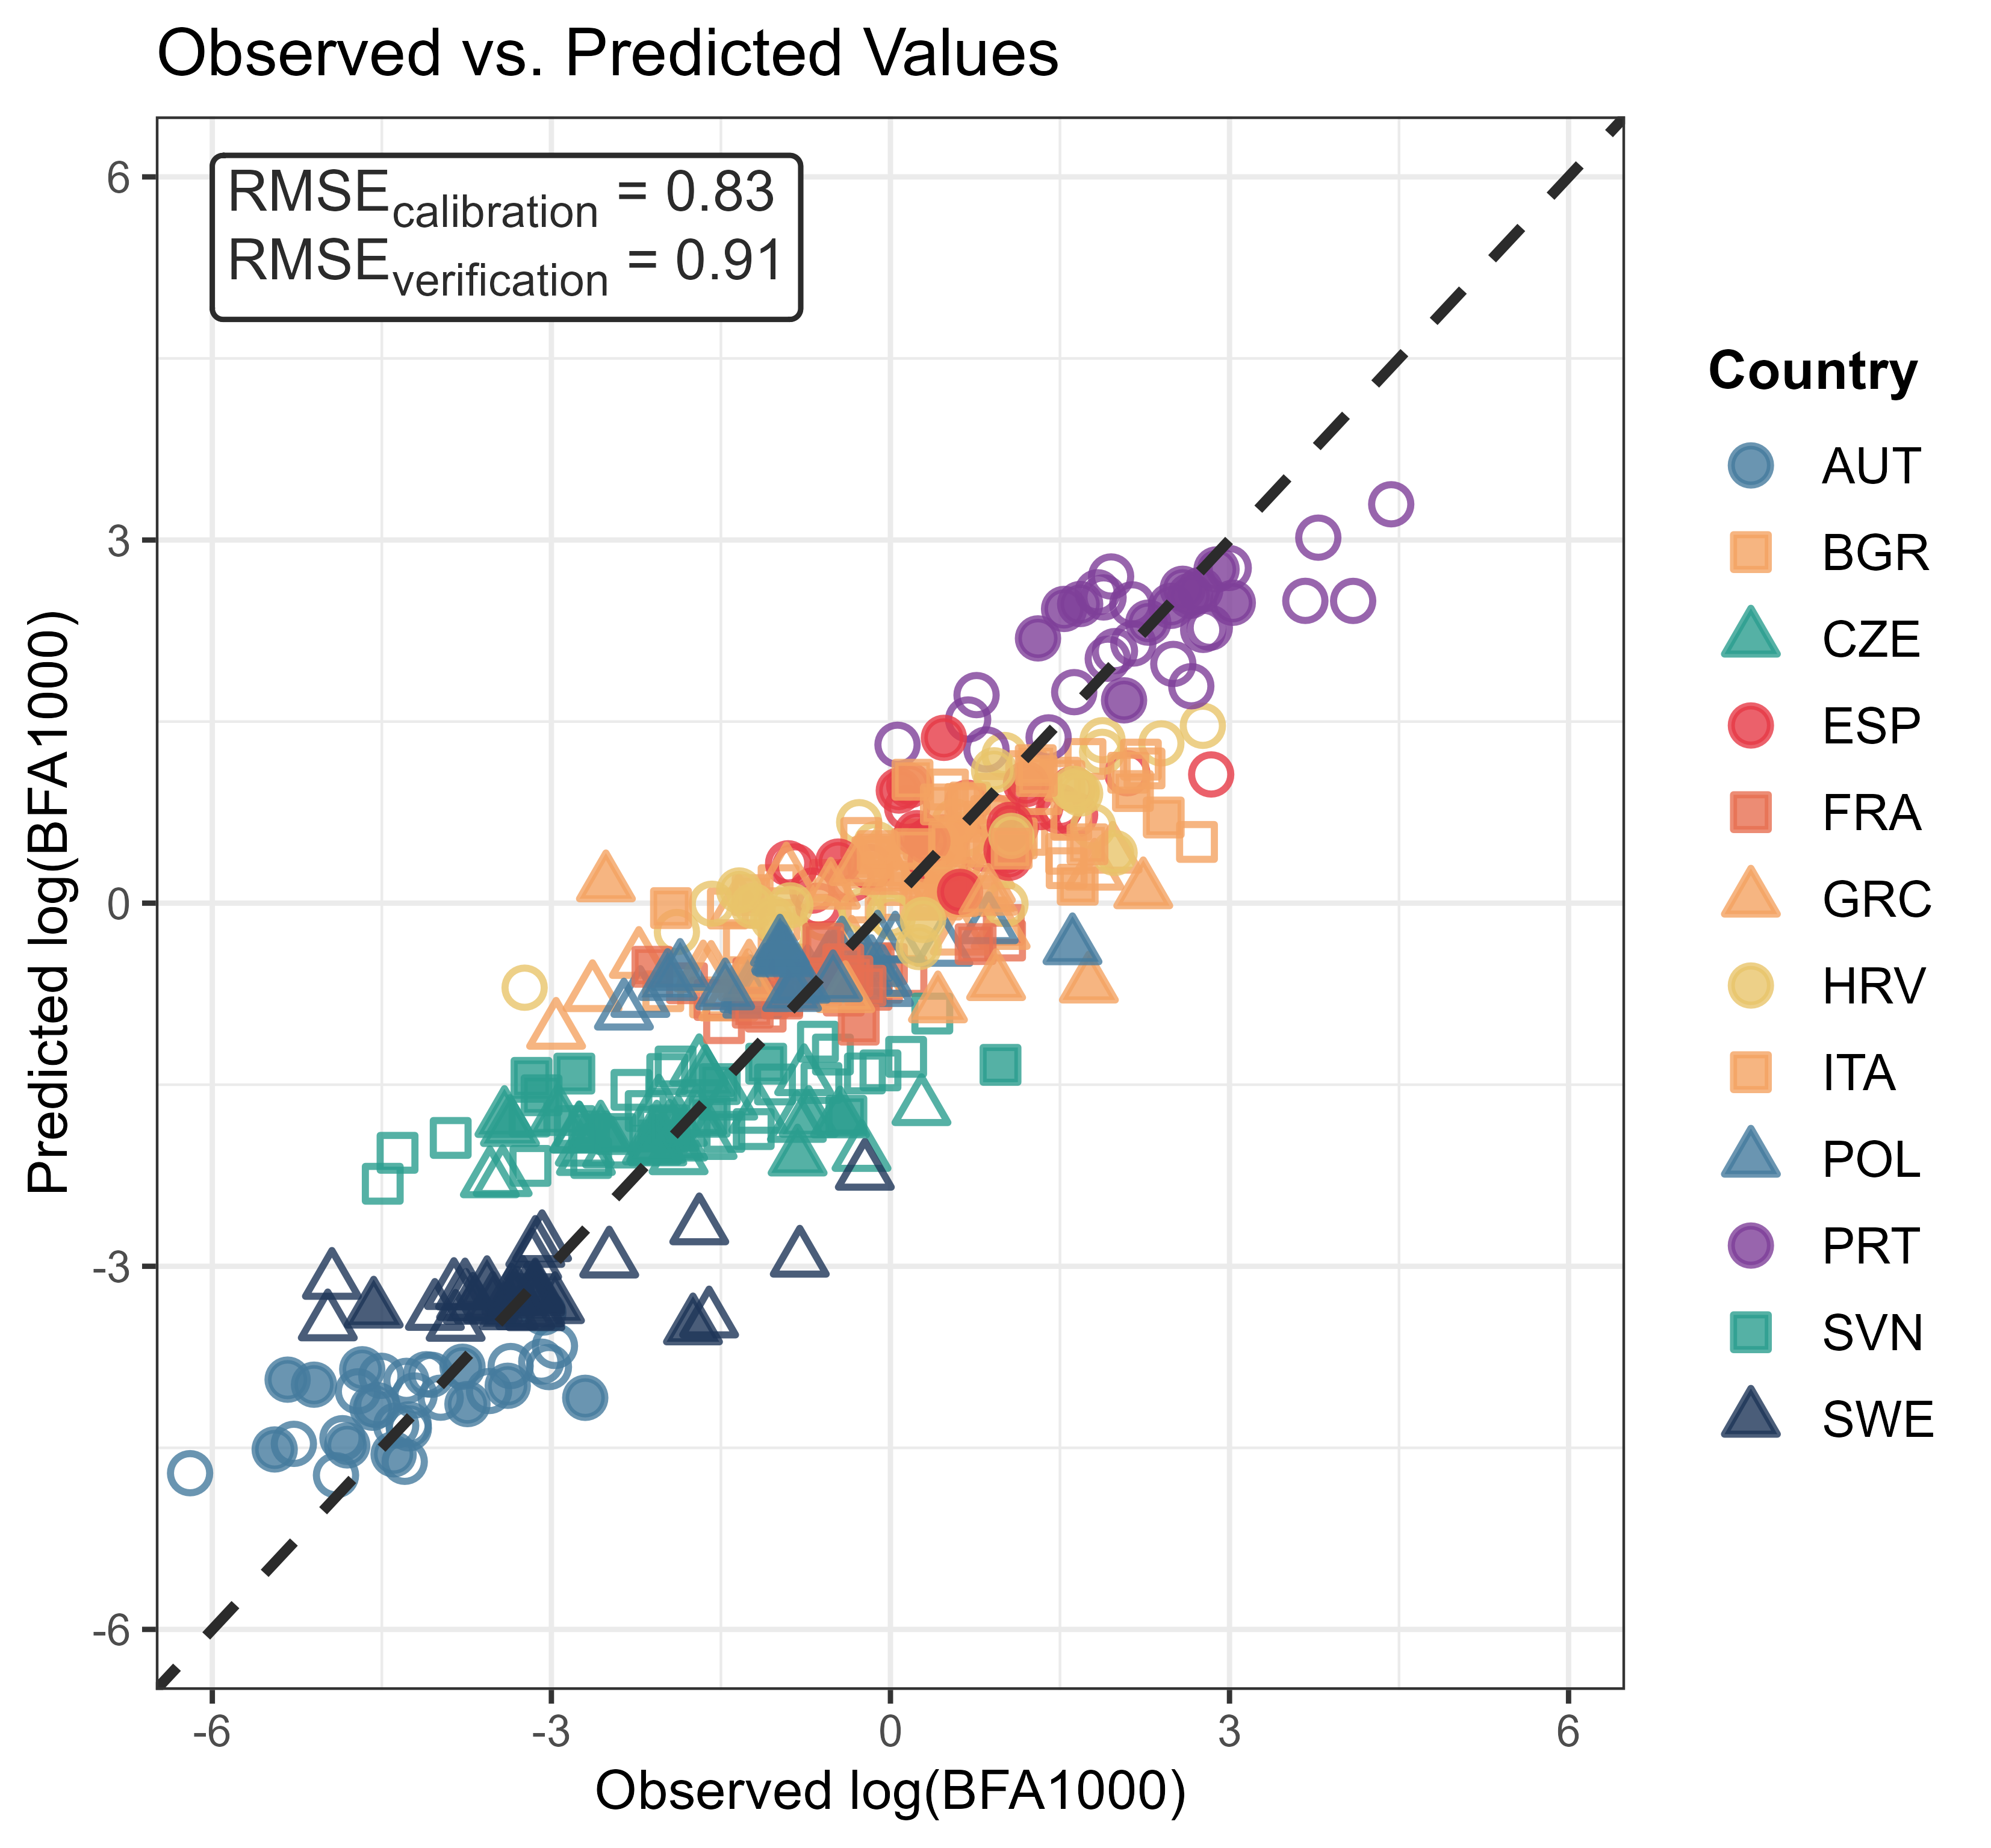 Observed vs. Predicted Values
RMSEcalibration = 0.83
RMSEverification = 0.91
Predicted log(BFA1000)
6
3
0
-3
-6
-6
-3
0
3
6
Observed log(BFA1000)
Country
AUT
BGR
CZE
ESP
FRA
GRC
HRV
ITA
POL
PRT
SVN
SWE